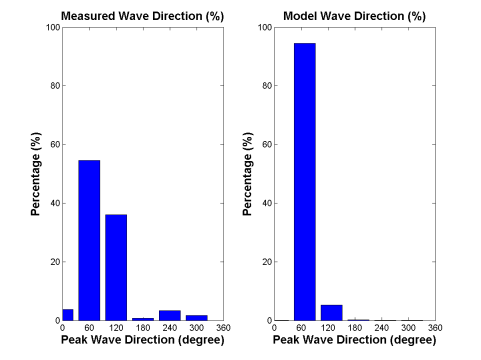 Measured Wave Direction (%)
Model Wave Direction (%)
Percentage (%)
100
80
60
40
20
0
0 60 120 180 240 300 360
Peak Wave Direction (degree)
Percentage (%)
100
80
60
40
20
0
0 60 120 180 240 300 360
Peak Wave Direction (degree)